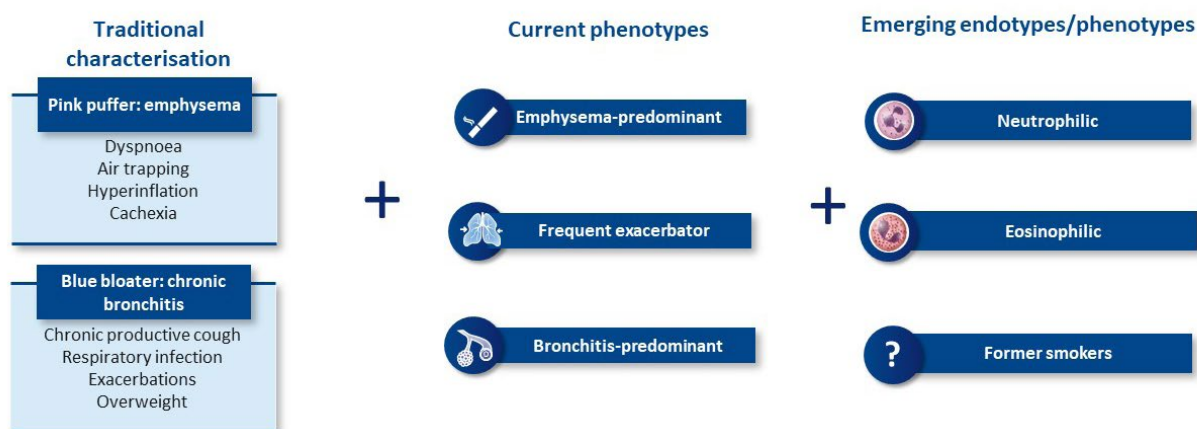 Traditional
characterisation
Pink puffer: emphysema
Dyspnoea
Air trapping
Hyperinflation
Cachexia
Blue bloater: chronic
bronchitis
Chronic productive cough
Respiratory infection
Exacerbations
Overweight
+
Current phenotypes
Emphysema-predominant
Frequent exacerbator
Bronchitis-predominant
+
Emerging endotypes/phenotypes
Neutrophilic
Eosinophilic
?
Former smokers